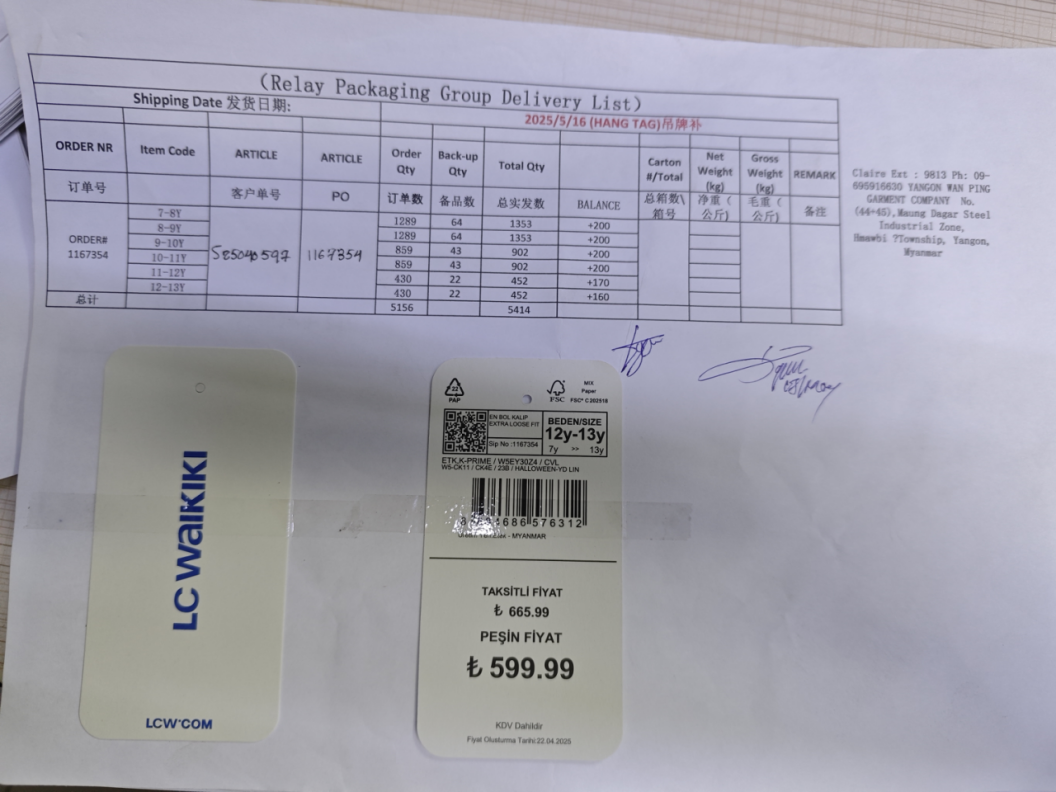 (Relay Packaging Group Delivery List)
Shipping Date 发货日期: 2025/5/16 (HANG TAG)吊牌补
ORDER NR Item Code ARTICLE ARTICLE Order Qty Back-up Qty Total Qty Carton #/Total Net Weight (kg) Gross Weight (kg) REMARK
订单号 客户单号 PO 订单数 备品数 总实发数 BALANCE 总箱数\箱号 净重(公斤) 毛重(公斤) 备注
ORDER# 1167354
1167354
7-8Y 1289 64 1353 +200
8-9Y 1289 64 1353 +200
9-10Y 859 43 902 +200
10-11Y 859 43 902 +200
11-12Y 430 22 452 +170
12-13Y 430 22 452 +160
总计 5156 5414
Claire Ext : 9813 Ph: 09-
695916630 YANGON WAN PING
GARMENT COMPANY No.
(44+45),Maung Dagar Steel
Industrial Zone,
Hmawbi ?Township, Yangon,
Myanmar
LC WAIKIKI
LCW.COM
22
PAP
FSC
MIX
Paper
EN BOL KALIP
EXTRA LOOSE FIT
Sip No :1167354
BEDEN/SIZE
12y-13y
7y >> 13y
ETK,K-PRIME / W5EY30Z4 / CVL
W5-CK11 / CK4E / 23B / HALLOWEEN-YD LIN
686576312
- MYANMAR
TAKSİTLİ FİYAT
₺ 665.99
PEŞİN FİYAT
₺ 599.99
KDV Dahildir
Fiyat Olusturma Tarihi:22.04.2025